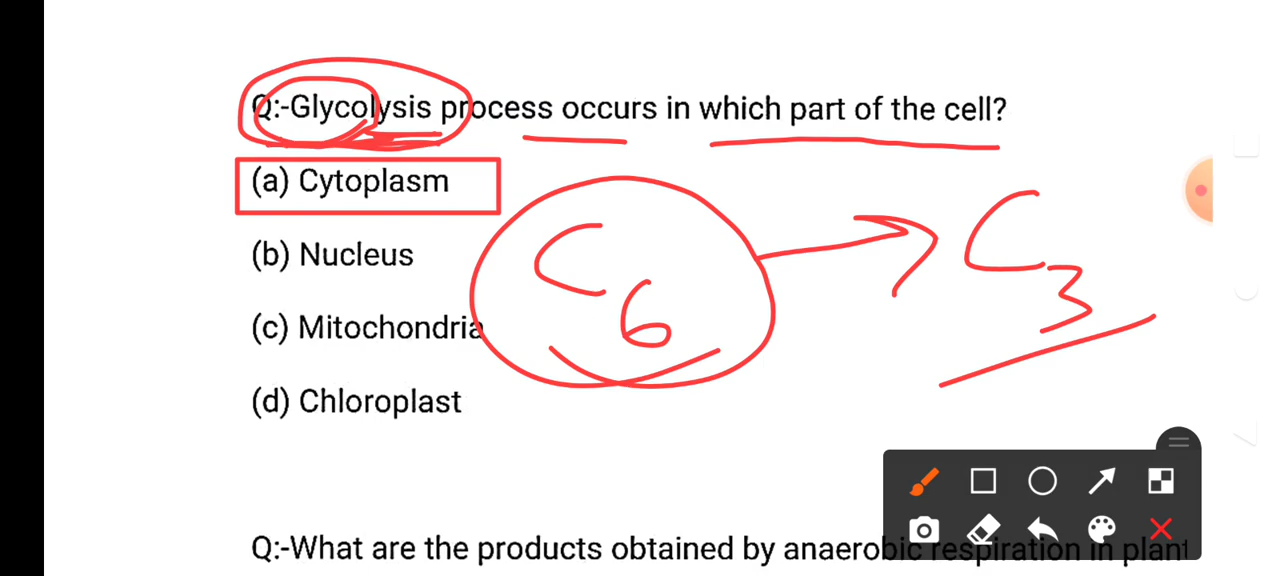 Q:-Glycolysis process occurs in which part of the cell?
(a) Cytoplasm
(b) Nucleus
(c) Mitochondria
(d) Chloroplast
C6
C3
Q:-What are the products obtained by anaerobic respiration in plant